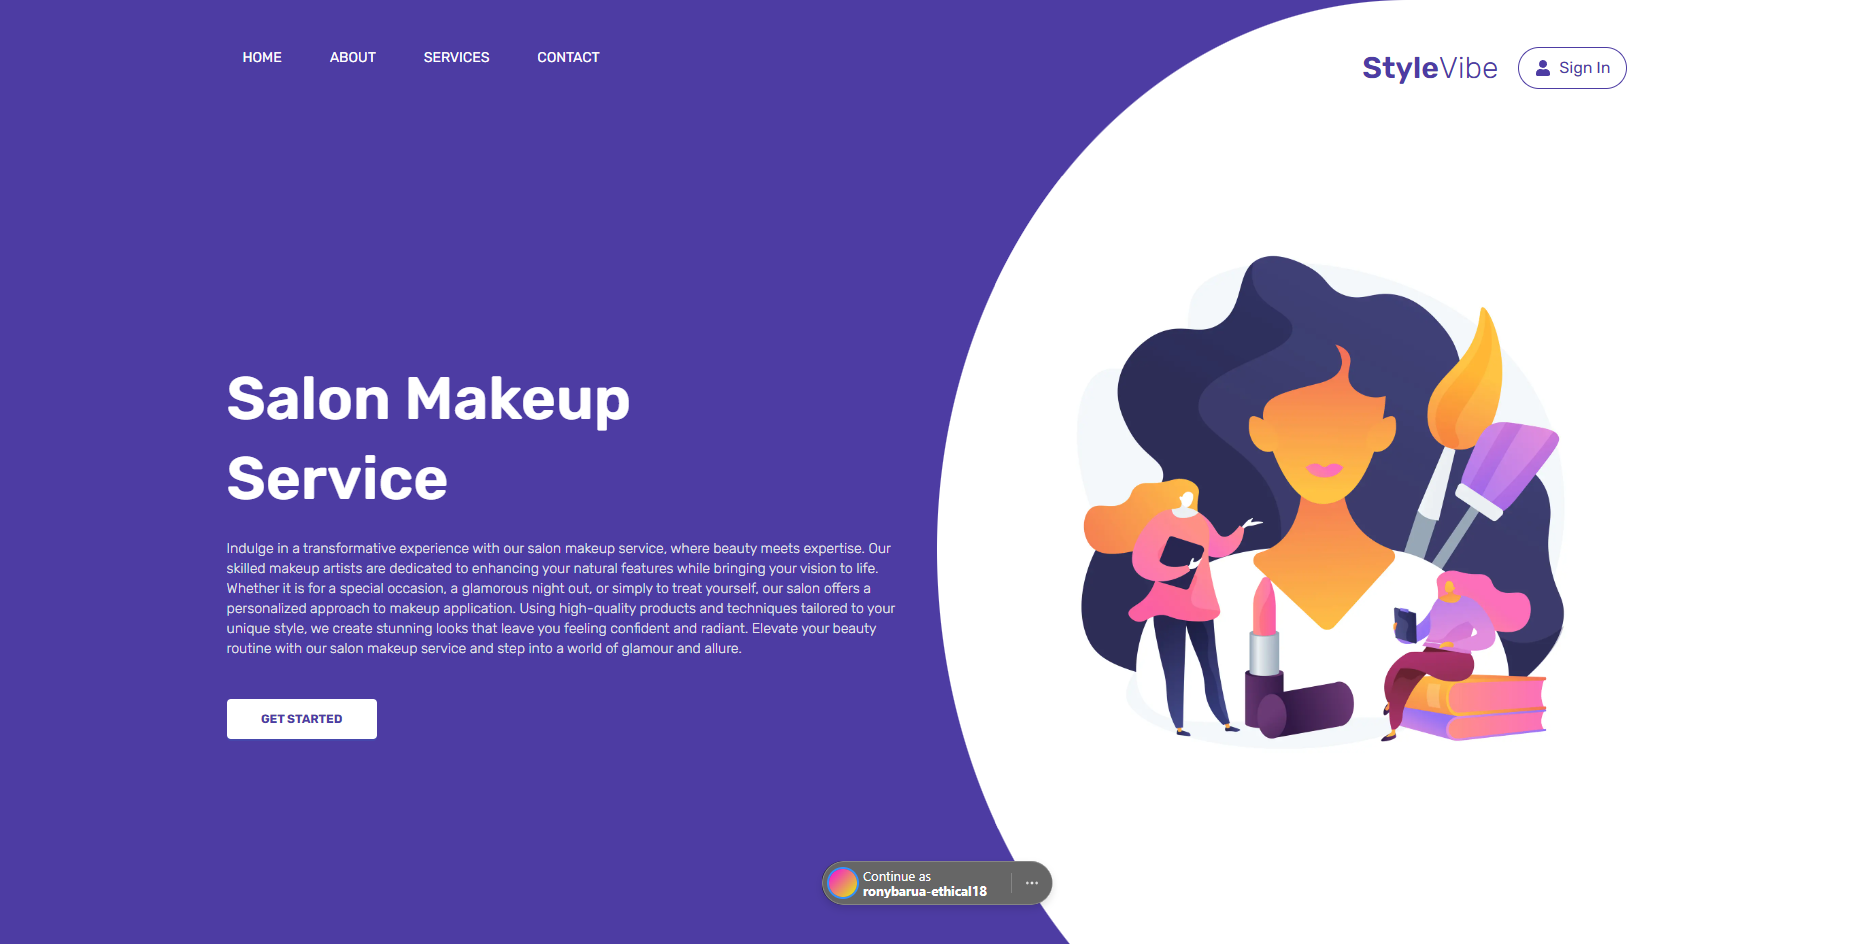 HOME ABOUT SERVICES CONTACT
StyleVibe
Sign In
Salon Makeup
Service
Indulge in a transformative experience with our salon makeup service, where beauty meets expertise. Our
skilled makeup artists are dedicated to enhancing your natural features while bringing your vision to life.
Whether it is for a special occasion, a glamorous night out, or simply to treat yourself, our salon offers a
personalized approach to makeup application. Using high-quality products and techniques tailored to your
unique style, we create stunning looks that leave you feeling confident and radiant. Elevate your beauty
routine with our salon makeup service and step into a world of glamour and allure.
GET STARTED
Continue as
ronybarua-ethical18